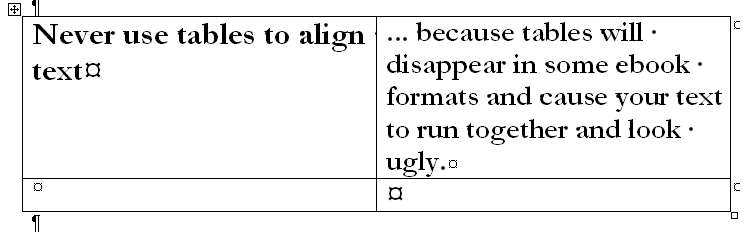 Never use tables to align
text
... because tables will
disappear in some ebook
formats and cause your text
to run together and look
ugly.